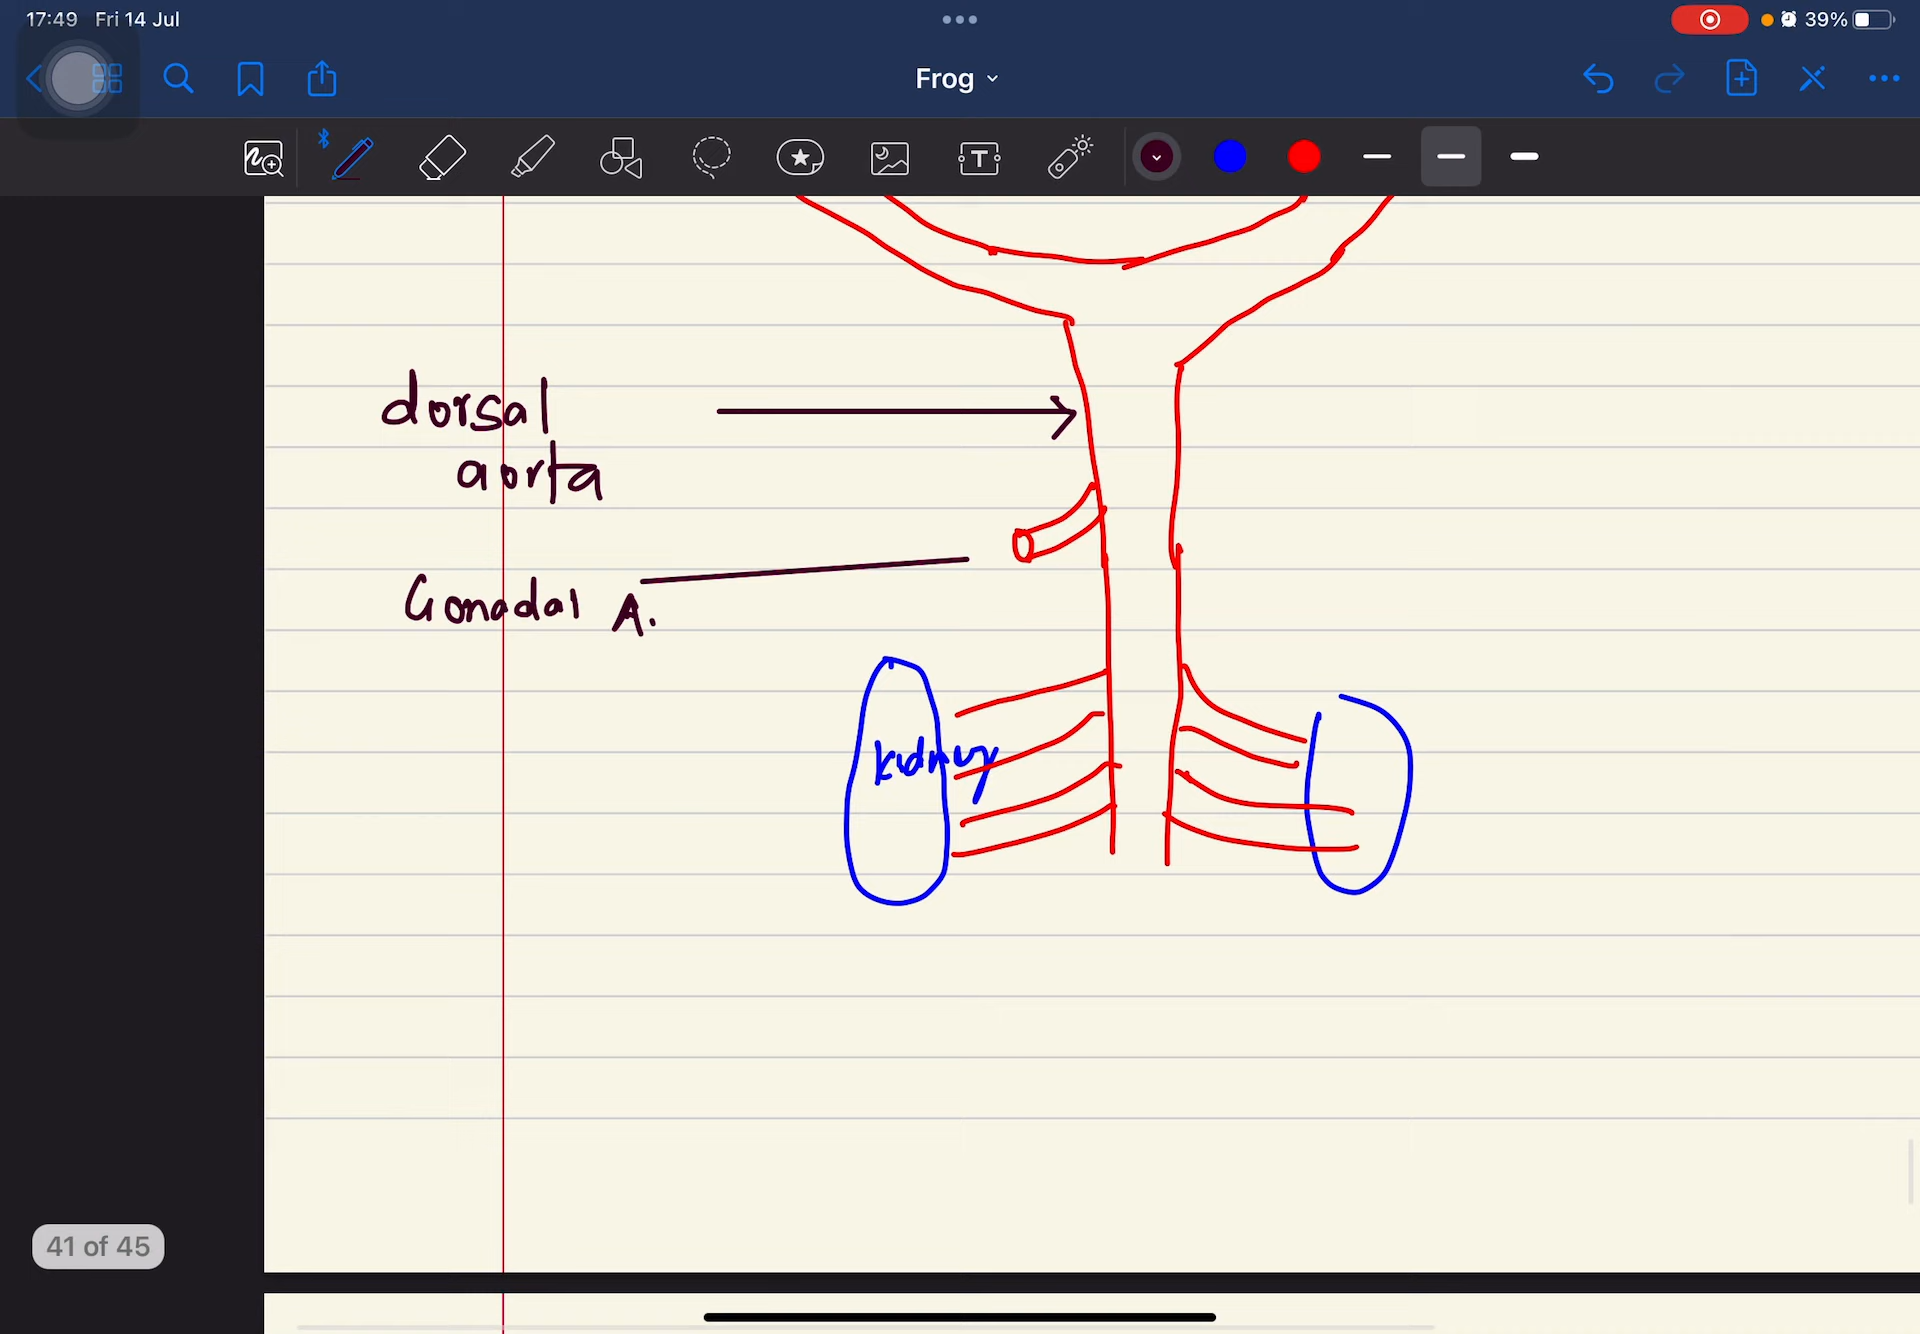 17:49 Fri 14 Jul
39%
Frog
T
dorsal
aorta
Gonadal A.
kidney
41 of 45